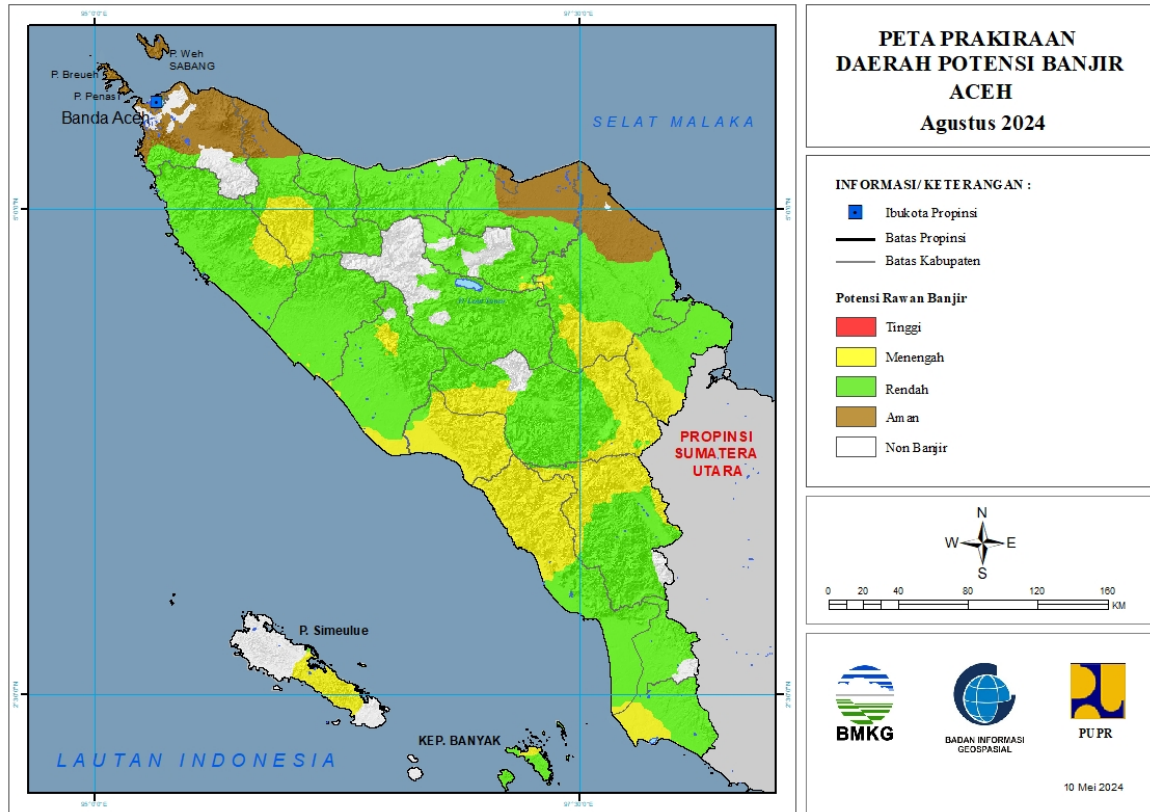 PETA PRAKIRAAN
DAERAH POTENSI BANJIR
ACEH
Agustus 2024
INFORMASI/ KETERANGAN :
Ibukota Propinsi
Batas Propinsi
Batas Kabupaten
Potensi Rawan Banjir
Tinggi
Menengah
Rendah
Aman
Non Banjir
N
W E
S
0 20 40 80 120 160
KM
BMKG
BADAN INFORMASI
GEOSPASIAL
PUPR
10 Mei 2024
P. Weh
SABANG
P. Breueh
P. Penasi
Banda Aceh
SELAT MALAKA
PROPINSI
SUMATERA
UTARA
P. Simeulue
KEP. BANYAK
LAUTAN INDONESIA